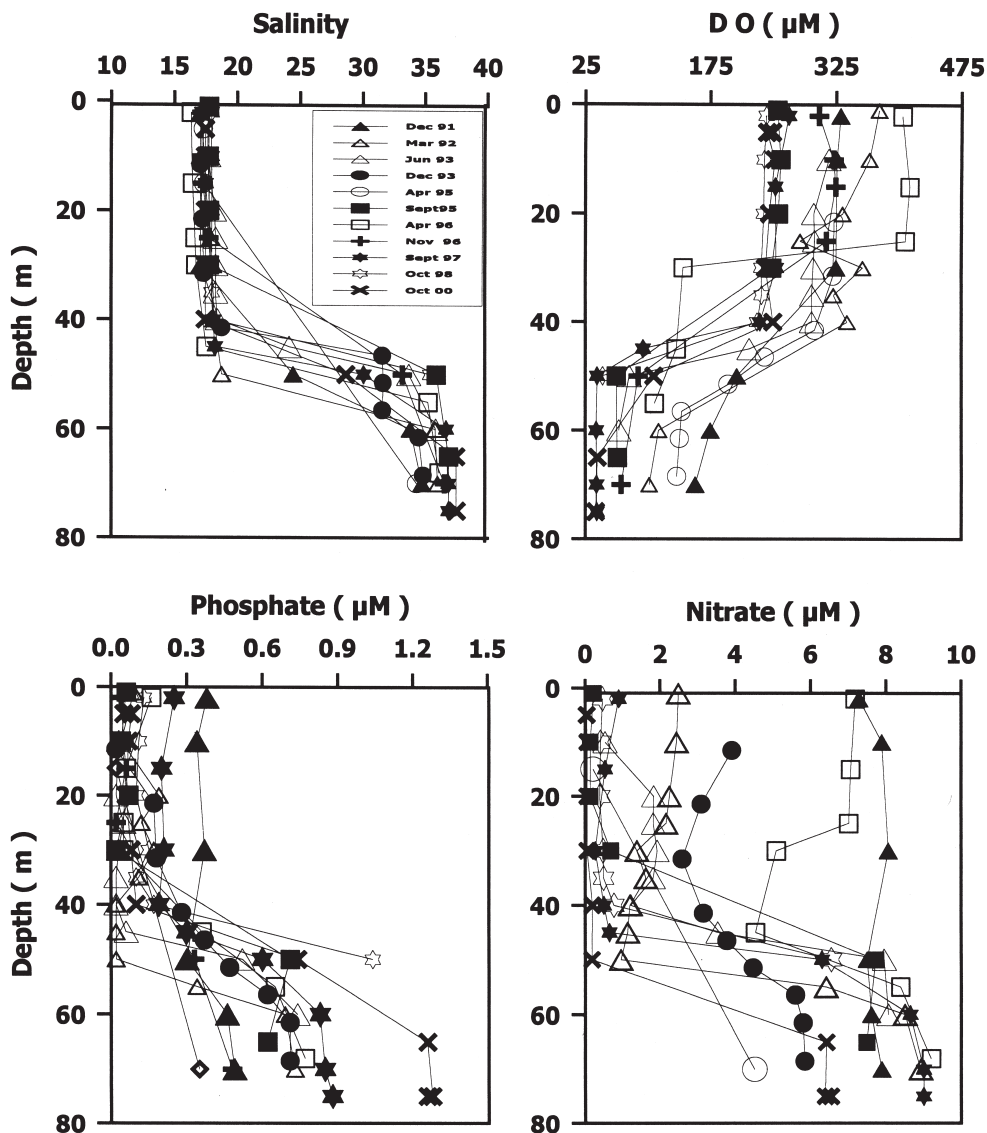 Salinity
10 15 20 25 30 35 40
0
20
40
60
80
Depth ( m )
Dec 91
Mar 92
Jun 93
Dec 93
Apr 95
Sept95
Apr 96
Nov 96
Sept 97
Oct 98
Oct 00
D O ( µM )
25 175 325 475
0
20
40
60
80
Phosphate ( µM )
0.0 0.3 0.6 0.9 1.2 1.5
0
20
40
60
80
Depth ( m )
Nitrate ( µM )
0 2 4 6 8 10
0
20
40
60
80